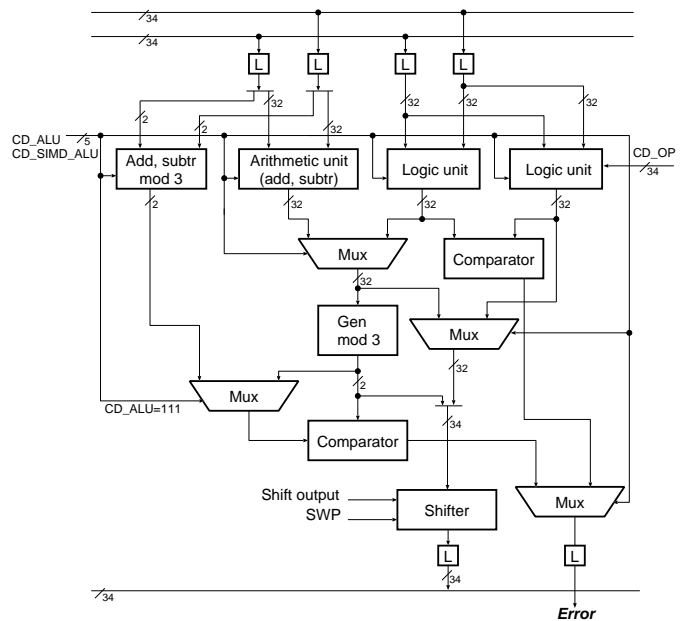 34
34
L
L
L
L
2
32
2
32
32
32
32
CD_ALU
5
CD_SIMD_ALU
CD_OP
34
Add, subtr
mod 3
Arithmetic unit
(add, subtr)
Logic unit
Logic unit
2
32
32
32
Mux
Comparator
32
Gen
mod 3
Mux
32
2
Mux
CD_ALU=111
34
Comparator
Shift output
SWP
Shifter
Mux
L
L
34
34
Error